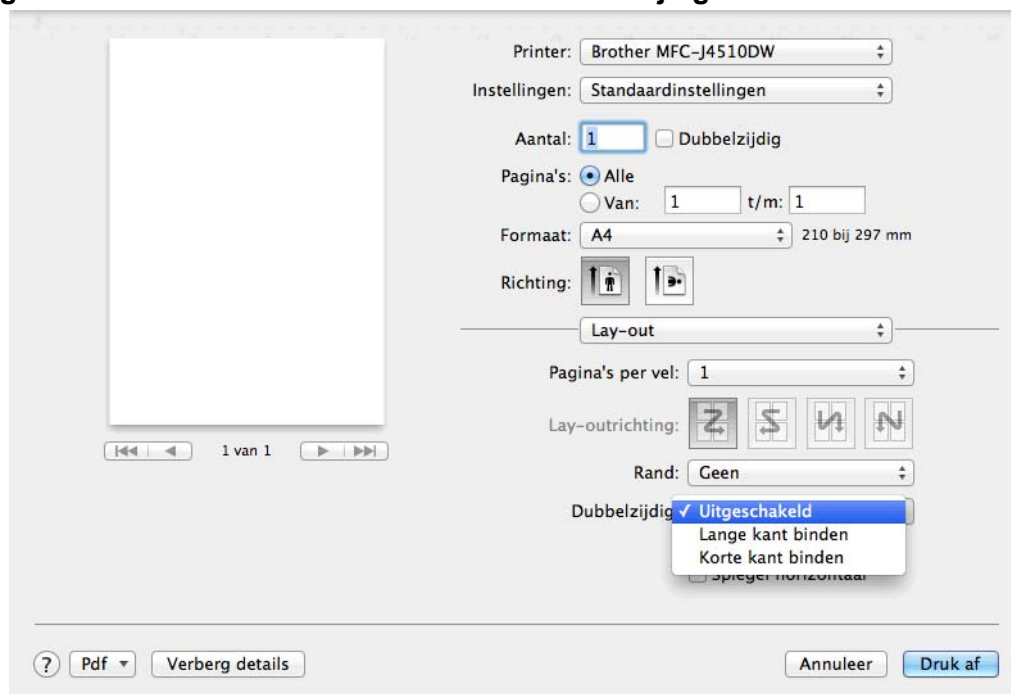 Printer: Brother MFC-J4510DW
Instellingen: Standaardinstellingen
Aantal: 1 Dubbelzijdig
Pagina's: Alle
Van: 1 t/m: 1
Formaat: A4 210 bij 297 mm
Richting:
Lay-out
Pagina's per vel: 1
Lay-outrichting:
1 van 1
Rand: Geen
Dubbelzijdig ✓ Uitgeschakeld
Lange kant binden
Korte kant binden
Spiegel horizontaal
? Pdf Verberg details Annuleer Druk af